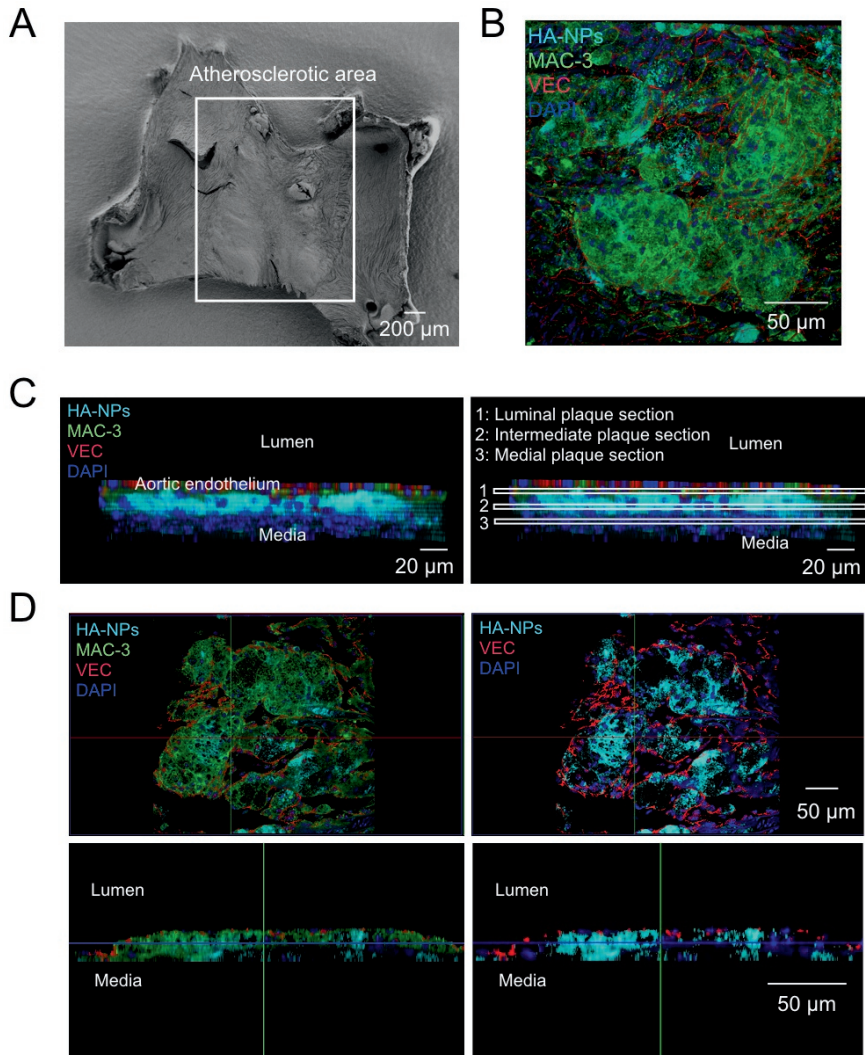 A
Atherosclerotic area
200 µm
B
HA-NPs
MAC-3
VEC
DAPI
50 µm
C
HA-NPs
MAC-3
VEC
DAPI
Lumen
Aortic endothelium
Media
20 µm
1: Luminal plaque section
2: Intermediate plaque section
3: Medial plaque section
Lumen
1
2
3
Media
20 µm
D
HA-NPs
MAC-3
VEC
DAPI
HA-NPs
VEC
DAPI
50 µm
Lumen
Media
Lumen
Media
50 µm